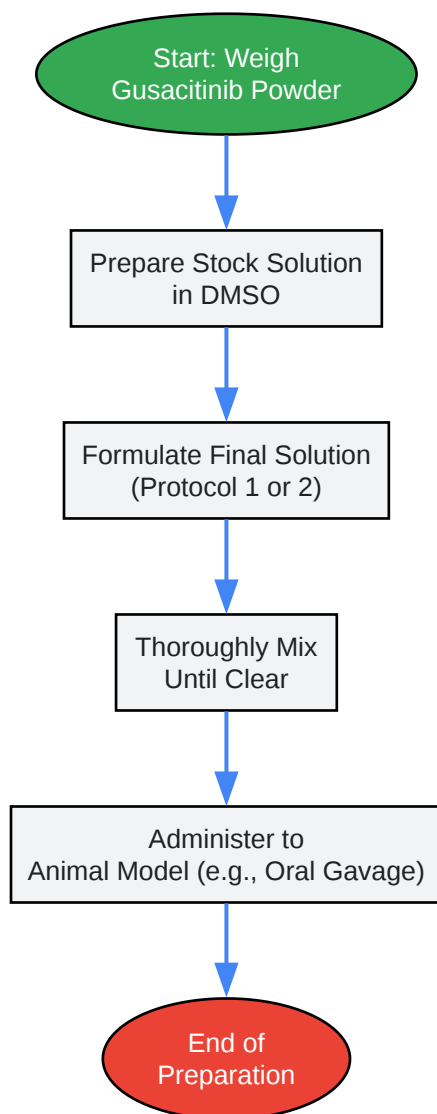 Start: Weigh
Gusacitinib Powder
Prepare Stock Solution
in DMSO
Formulate Final Solution
(Protocol 1 or 2)
Thoroughly Mix
Until Clear
Administer to
Animal Model (e.g., Oral Gavage)
End of
Preparation